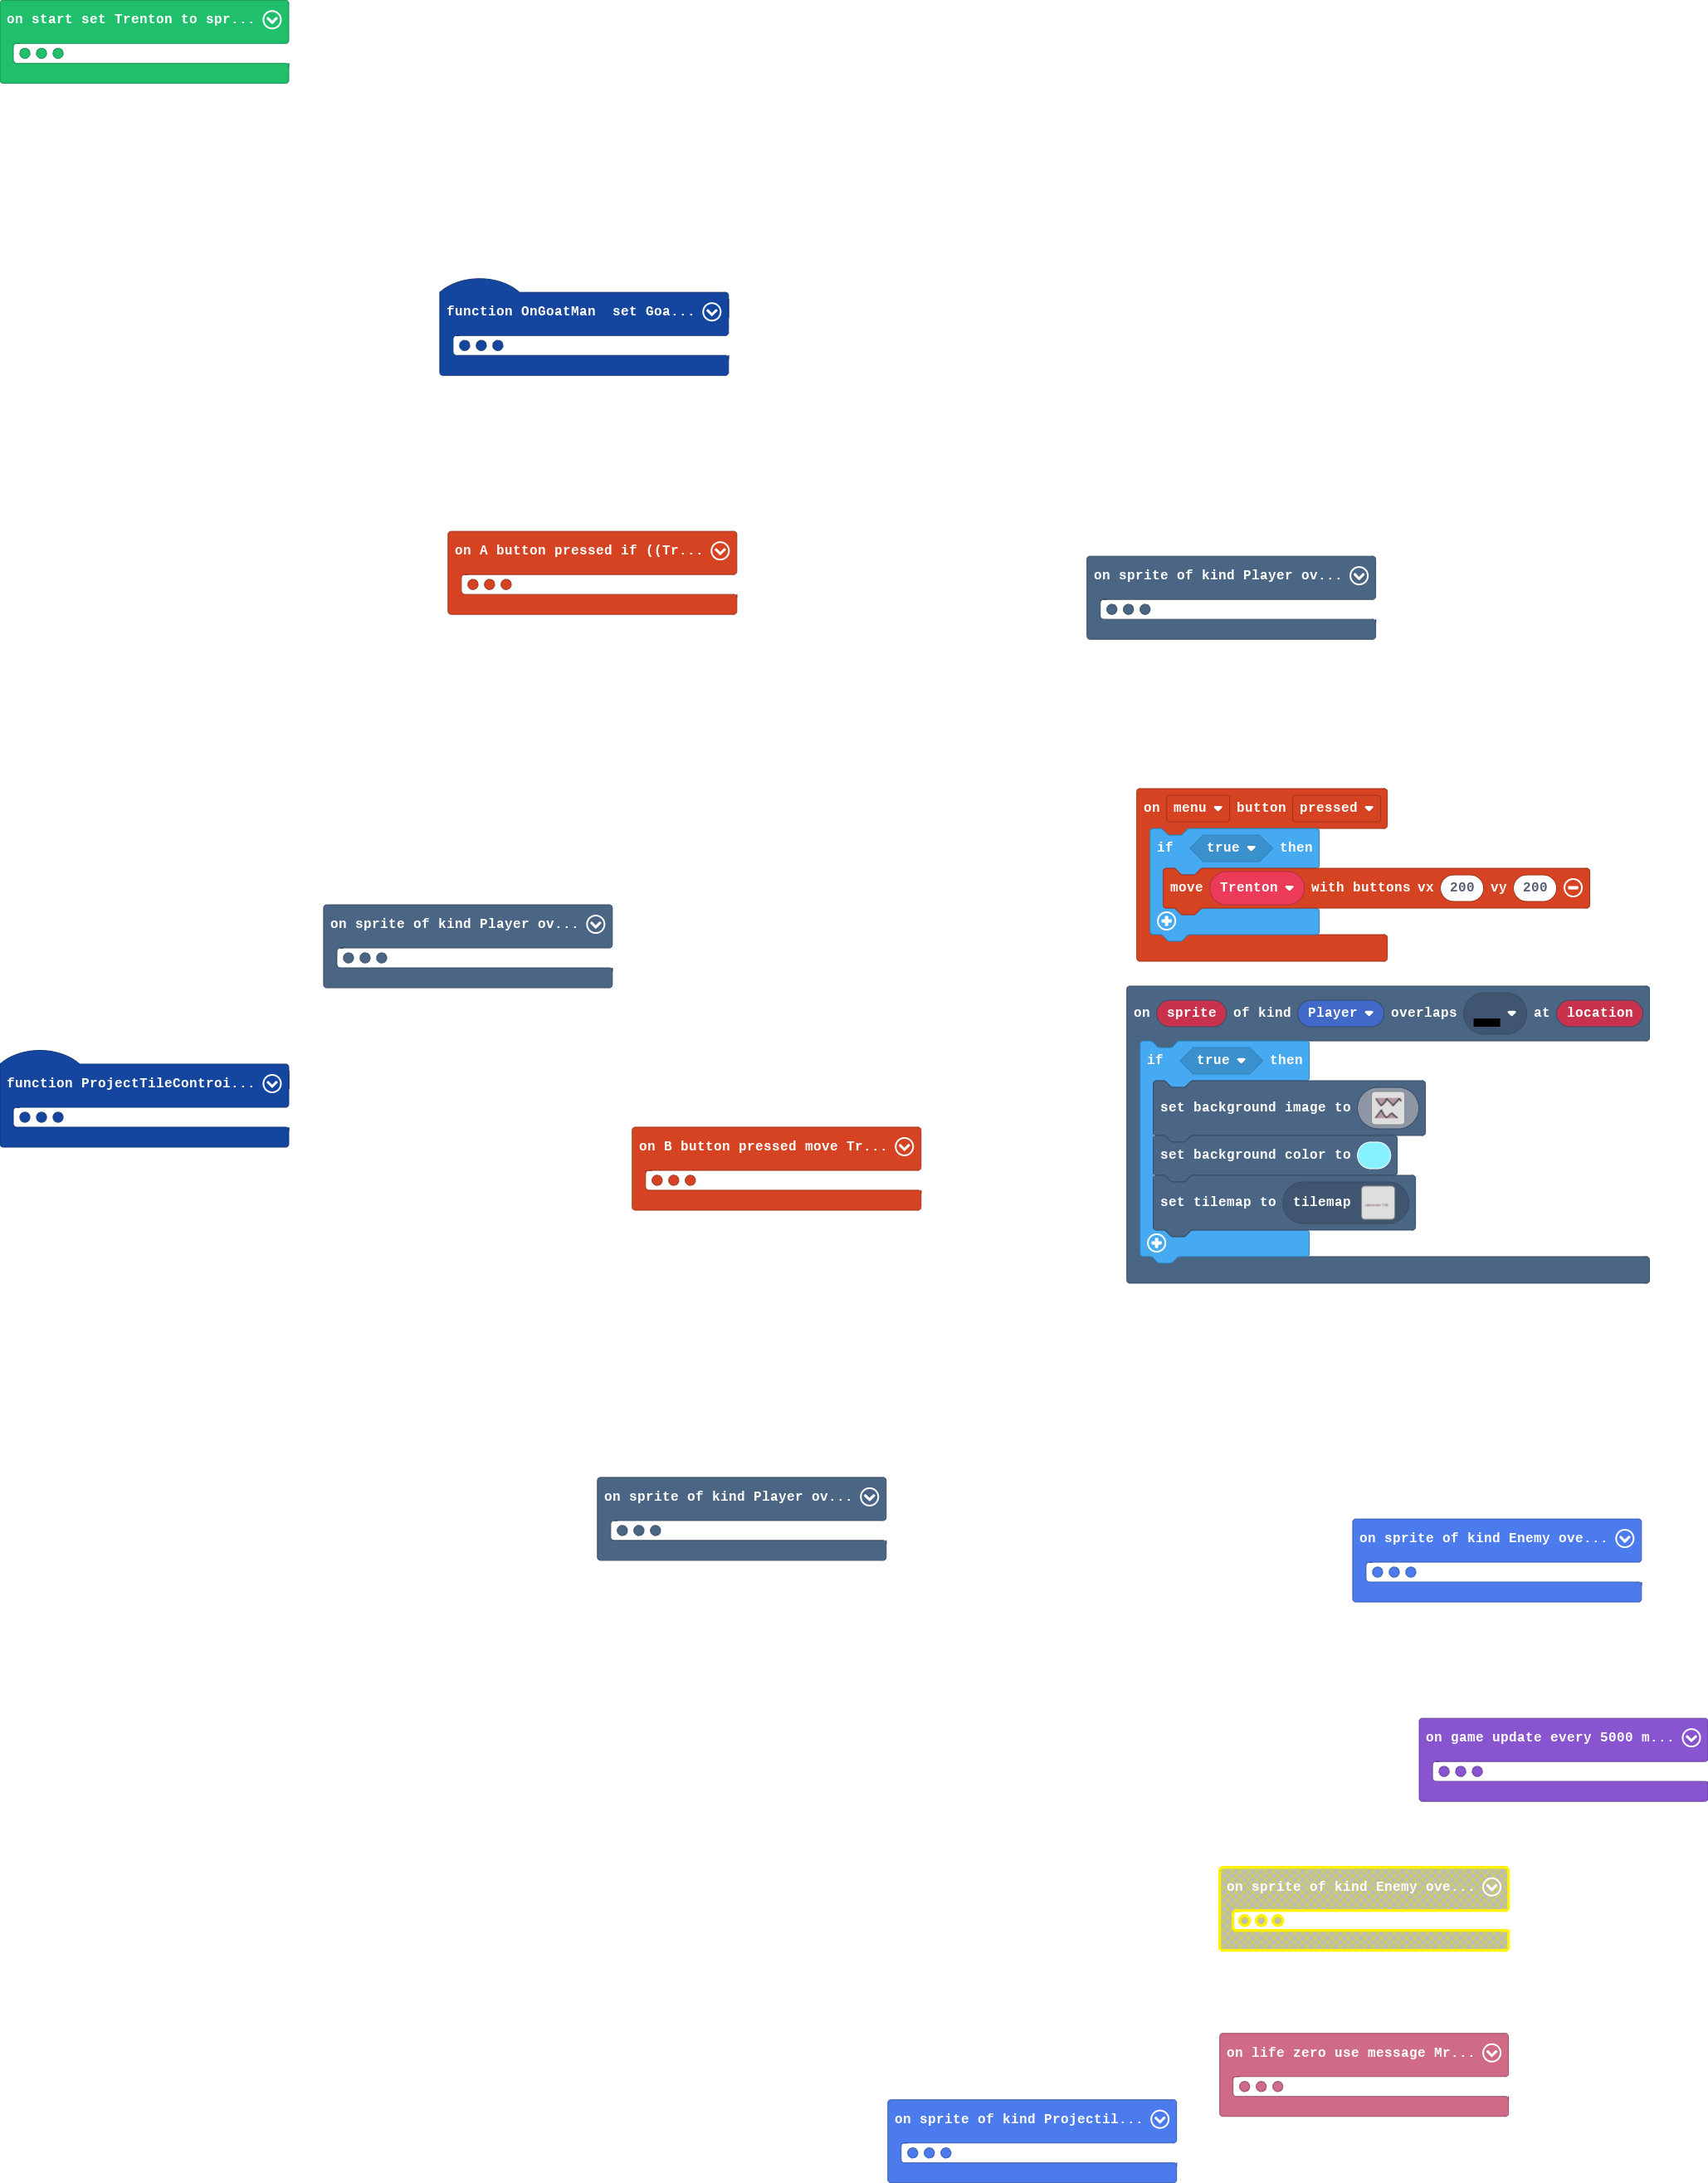 on start set Trenton to spr...
function OnGoatMan set Goa...
on A button pressed if ((Tr...
on sprite of kind Player ov...
on menu button pressed
if true then
move Trenton with buttons vx 200 vy 200
on sprite of kind Player ov...
on sprite of kind Player overlaps at location
if true then
set background image to
set background color to
set tilemap to tilemap
function ProjectTileControi...
on B button pressed move Tr...
on sprite of kind Player ov...
on sprite of kind Enemy ove...
on game update every 5000 m...
on sprite of kind Enemy ove...
on life zero use message Mr...
on sprite of kind Projectil...